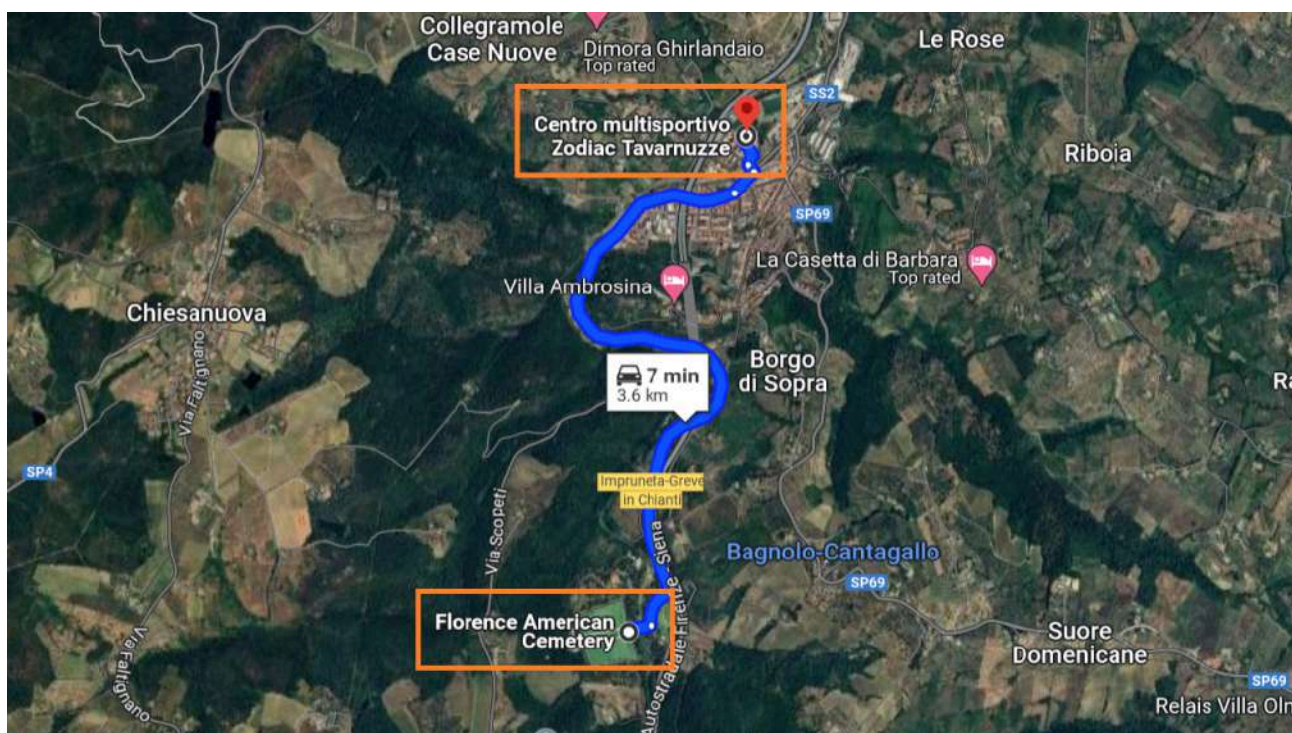 Collegramole
Case Nuove
Dimora Ghirlandaio
Top rated
Le Rose
SS2
Centro multisportivo
Zodiac Tavarnuzze
Riboia
SP69
La Casetta di Barbara
Top rated
Villa Ambrosina
Chiesanuova
Via Faltignano
7 min
3.6 km
Borgo
di Sopra
Ra
SP4
Impruneta-Greve
in Chianti
Via Scopeti
Bagnolo-Cantagallo
SP69
Autostradale Firenze - Siena
Florence American
Cemetery
Suore
Domenicane
Via Faltignano
SP69
Relais Villa Olm